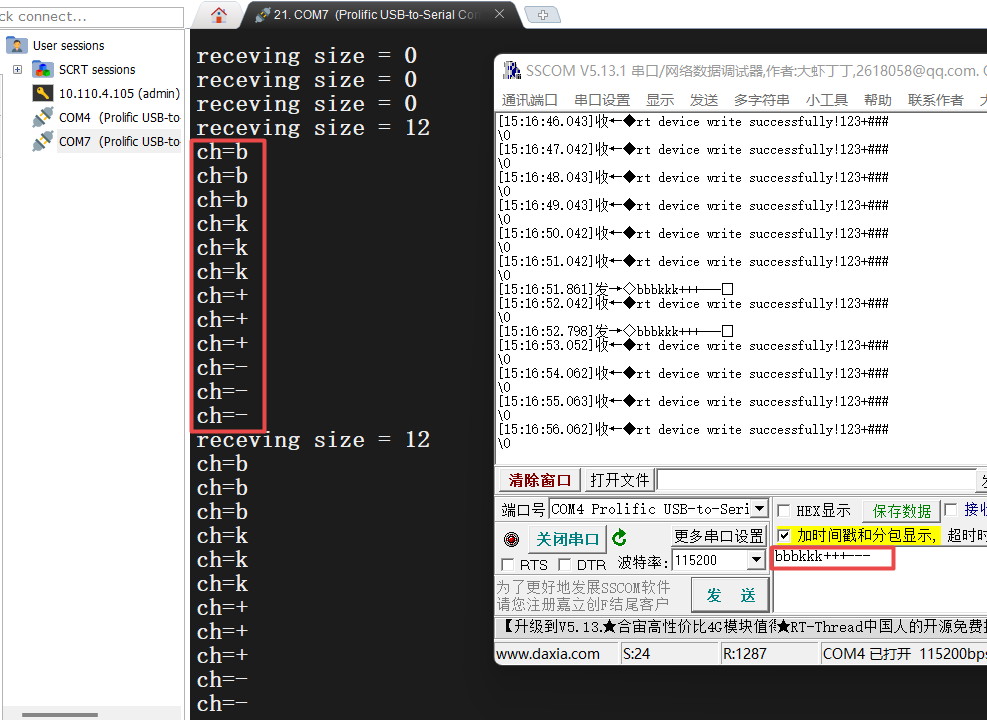 ck connect...
21. COM7 (Prolific USB-to-Serial Co
User sessions
SCRT sessions
10.110.4.105 (admin)
COM4 (Prolific USB-to-
COM7 (Prolific USB-to-
receving size = 0
receving size = 0
receving size = 0
receving size = 12
ch=b
ch=b
ch=b
ch=k
ch=k
ch=k
ch=+
ch=+
ch=+
ch=-
ch=-
ch=-
receving size = 12
ch=b
ch=b
ch=b
ch=k
ch=k
ch=k
ch=+
ch=+
ch=+
ch=-
ch=-
SSCOM V5.13.1 串口/网络数据调试器,作者:大虾丁丁,2618058@qq.com.
通讯端口 串口设置 显示 发送 多字符串 小工具 帮助 联系作者
[15:16:46.043]收←◆rt device write successfully!123+###
\0
[15:16:47.042]收←◆rt device write successfully!123+###
\0
[15:16:48.043]收←◆rt device write successfully!123+###
\0
[15:16:49.043]收←◆rt device write successfully!123+###
\0
[15:16:50.042]收←◆rt device write successfully!123+###
\0
[15:16:51.042]收←◆rt device write successfully!123+###
\0
[15:16:51.861]发→◇bbbkkk+++---□
[15:16:52.042]收←◆rt device write successfully!123+###
\0
[15:16:52.798]发→◇bbbkkk+++---□
[15:16:53.052]收←◆rt device write successfully!123+###
\0
[15:16:54.062]收←◆rt device write successfully!123+###
\0
[15:16:55.063]收←◆rt device write successfully!123+###
\0
[15:16:56.062]收←◆rt device write successfully!123+###
\0
清除窗口 打开文件
端口号 COM4 Prolific USB-to-Seri HEX显示 保存数据 接收
关闭串口 更多串口设置 加时间戳和分包显示, 超时时
RTS DTR 波特率: 115200 bbbkkk+++---
为了更好地发展SSCOM软件
请您注册嘉立创F结尾客户
发 送
【升级到V5.13.★合宙高性价比4G模块值得★RT-Thread中国人的开源免费操
www.daxia.com S:24 R:1287 COM4 已打开 115200bps